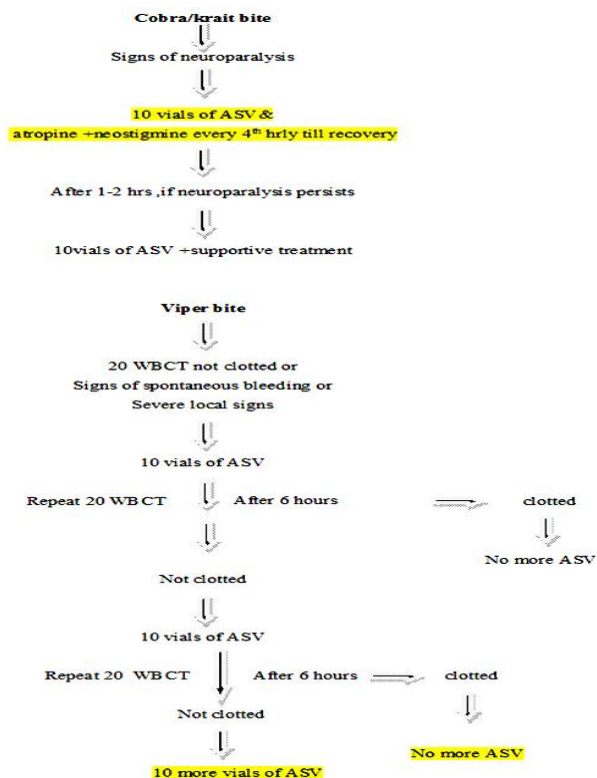 Cobra/krait bite
Signs of neuroparalysis
10 vials of ASV &
atropine +neostigmine every 4th hrly till recovery
After 1-2 hrs ,if neuroparalysis persists
10vials of ASV +supportive treatment
Viper bite
20 WBCT not clotted or
Signs of spontaneous bleeding or
Severe local signs
10 vials of ASV
Repeat 20 WBCT After 6 hours clotted
No more ASV
Not clotted
10 vials of ASV
Repeat 20 WBCT After 6 hours clotted
Not clotted
No more ASV
10 more vials of ASV